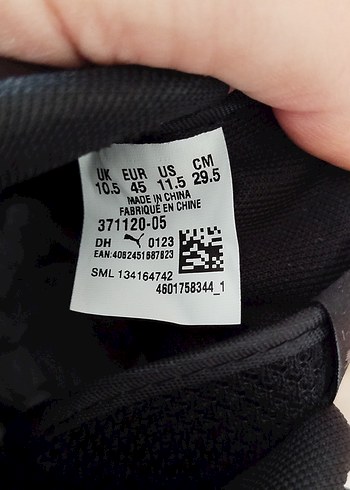 UK EUR US CM
10.5 45 11.5 29.5
MADE IN CHINA
FABRIQUÉ EN CHINE
371120-05
DH 0123
EAN:4082451687823
SML 134164742
4601758344_1